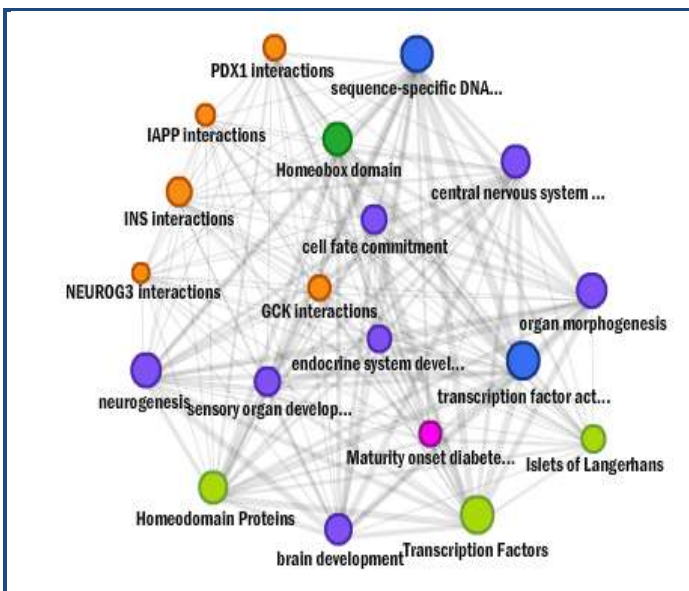 PDX1 interactions
sequence-specific DNA...
IAPP interactions
Homeobox domain
central nervous system ...
INS interactions
cell fate commitment
NEUROG3 interactions
GCK interactions
organ morphogenesis
endocrine system devel...
neurogenesis
sensory organ develop...
transcription factor act...
Maturity onset diabete...
Islets of Langerhans
Homeodomain Proteins
brain development
Transcription Factors